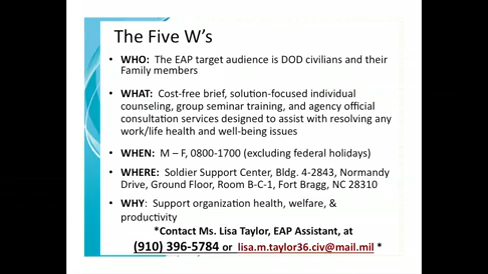 The Five W's
• WHO: The EAP target audience is DOD civilians and their
Family members
• WHAT: Cost-free brief, solution-focused individual
counseling, group seminar training, and agency official
consultation services designed to assist with resolving any
work/life health and well-being issues
• WHEN: M – F, 0800-1700 (excluding federal holidays)
• WHERE: Soldier Support Center, Bldg. 4-2843, Normandy
Drive, Ground Floor, Room B-C-1, Fort Bragg, NC 28310
• WHY: Support organization health, welfare, &
productivity
*Contact Ms. Lisa Taylor, EAP Assistant, at
(910) 396-5784 or lisa.m.taylor36.civ@mail.mil *